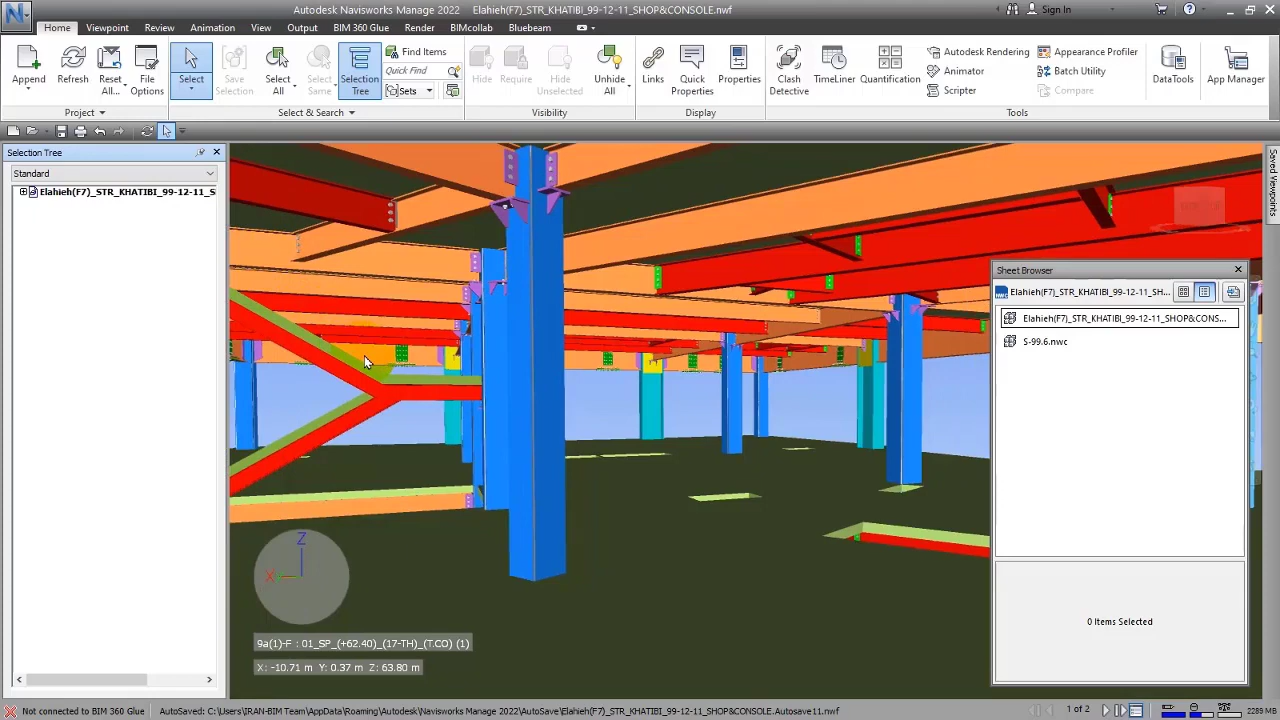 Autodesk Navisworks Manage 2022 Elahieh(F7)_STR_KHATIBI_99-12-11_SHOP&CONSOLE.nwf
Sign In
Home Viewpoint Review Animation View Output BIM 360 Glue Render BIMcollab Bluebeam
Append
Refresh
Reset All...
File Options
Select
Save Selection
Select All
Select Same
Selection Tree
Find Items
Quick Find
Sets
Hide
Require
Hide Unselected
Unhide All
Links
Quick Properties
Properties
Clash Detective
TimeLiner
Quantification
Autodesk Rendering
Animator
Scripter
Appearance Profiler
Batch Utility
Compare
DataTools
App Manager
Project
Select & Search
Visibility
Display
Tools
Selection Tree
Standard
Elahieh(F7)_STR_KHATIBI_99-12-11_S
Saved Viewpoints
Sheet Browser
Elahieh(F7)_STR_KHATIBI_99-12-11_SH...
Elahieh(F7)_STR_KHATIBI_99-12-11_SHOP&CONS...
S-99.6.nwc
0 Items Selected
Z
X
9a(1)-F : 01_SP_(+62.40)_(17-TH)_(T.CO) (1)
X: -10.71 m Y: 0.37 m Z: 63.80 m
Not connected to BIM 360 Glue
AutoSaved: C:\Users\IRAN-BIM Team\AppData\Roaming\Autodesk\Navisworks Manage 2022\AutoSave\Elahieh(F7)_STR_KHATIBI_99-12-11_SHOP&CONSOLE.Autosave11.nwf
1 of 2
2289 MB